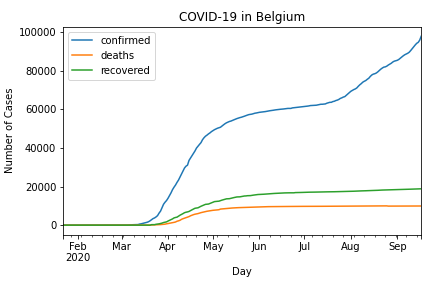 COVID-19 in Belgium
confirmed
deaths
recovered
Number of Cases
100000
80000
60000
40000
20000
0
Feb
2020
Mar
Apr
May
Jun
Jul
Aug
Sep
Day